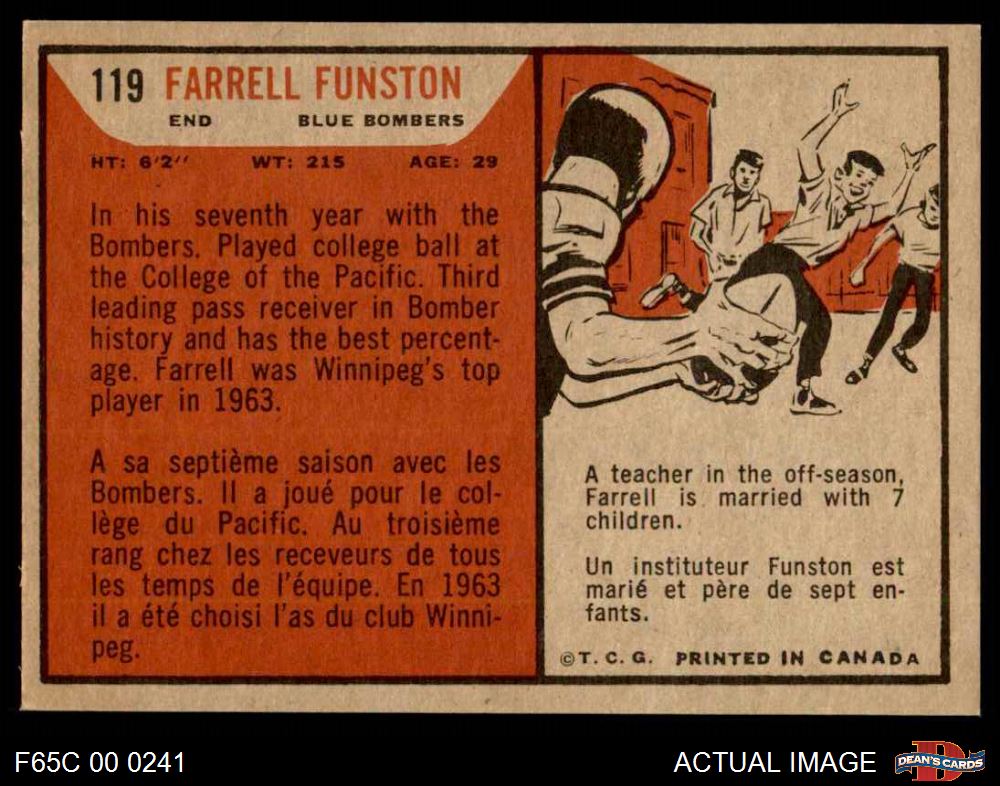 119 FARRELL FUNSTON
END BLUE BOMBERS
HT: 6'2" WT: 215 AGE: 29
In his seventh year with the
Bombers. Played college ball at
the College of the Pacific. Third
leading pass receiver in Bomber
history and has the best percent-
age. Farrell was Winnipeg's top
player in 1963.
A sa septième saison avec les
Bombers. Il a joué pour le col-
lège du Pacific. Au troisième
rang chez les receveurs de tous
les temps de l'équipe. En 1963
il a été choisi l'as du club Winni-
peg.
A teacher in the off-season,
Farrell is married with 7
children.
Un instituteur Funston est
marié et père de sept en-
fants.
©T. C. G. PRINTED IN CANADA
F65C 00 0241
ACTUAL IMAGE
D
DEAN'S CARDS